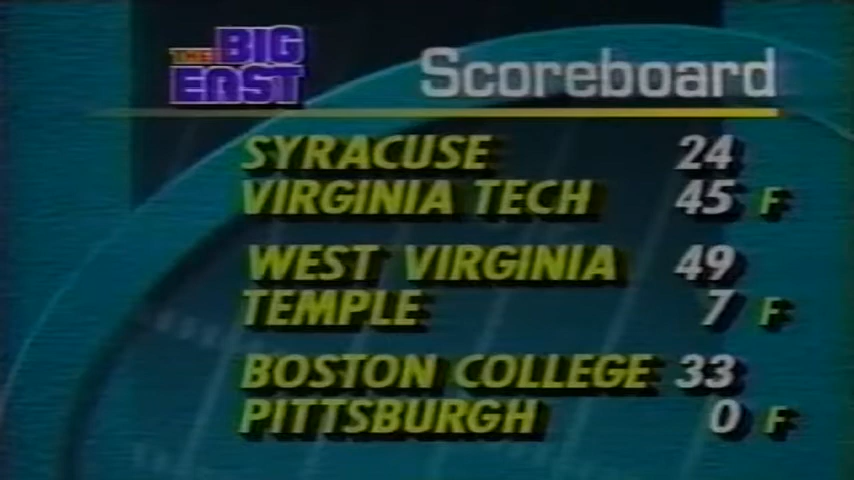 THE BIG EAST
Scoreboard
SYRACUSE 24
VIRGINIA TECH 45 F
WEST VIRGINIA 49
TEMPLE 7 F
BOSTON COLLEGE 33
PITTSBURGH 0 F